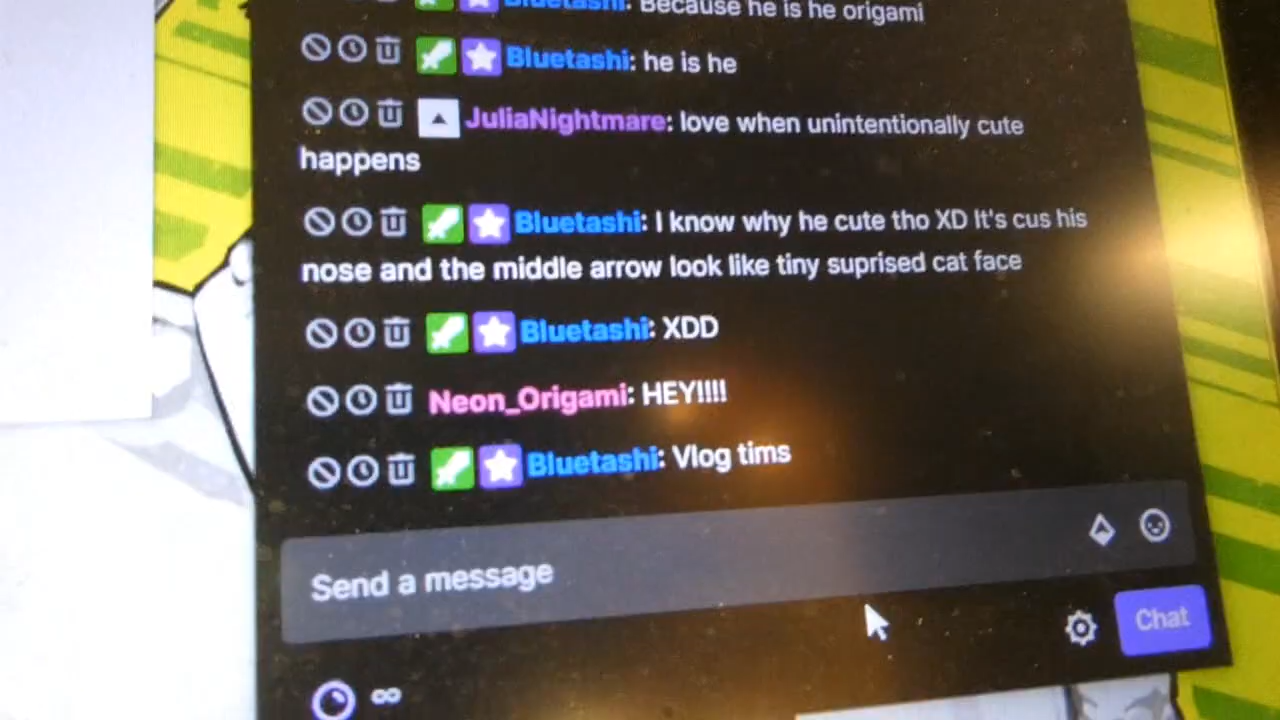 Bluetashi: Because he is he origami
Bluetashi: he is he
JuliaNightmare: love when unintentionally cute
happens
Bluetashi: I know why he cute tho XD It's cus his
nose and the middle arrow look like tiny suprised cat face
Bluetashi: XDD
Neon_Origami: HEY!!!!
Bluetashi: Vlog tims
Send a message
Chat